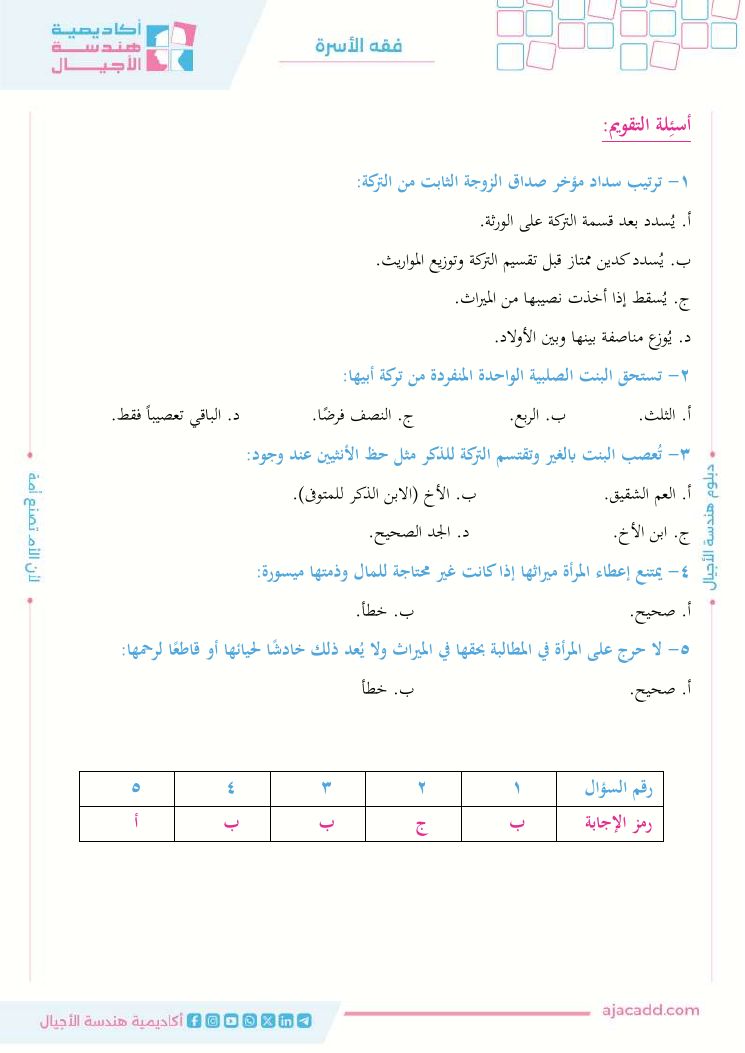 أكاديمية
هندسة
الأجيال
فقه الأسرة
أسئلة التقويم:
١- ترتيب سداد مؤخر صداق الزوجة الثابت من التركة:
أ. يُسدد بعد قسمة التركة على الورثة.
ب. يُسدد كدين ممتاز قبل تقسيم التركة وتوزيع المواريث.
ج. يُسقط إذا أخذت نصيبها من الميراث.
د. يُوزع مناصفة بينها وبين الأولاد.
٢- تستحق البنت الصلبية الواحدة المنفردة من تركة أبيها:
أ. الثلث. ب. الربع. ج. النصف فرضًا. د. الباقي تعصيباً فقط.
٣- تُعصب البنت بالغير وتقتسم التركة للذكر مثل حظ الأنثيين عند وجود:
أ. العم الشقيق. ب. الأخ (الابن الذكر للمتوفى).
ج. ابن الأخ. د. الجد الصحيح.
٤- يمتنع إعطاء المرأة ميراثها إذا كانت غير محتاجة للمال وذمتها ميسورة:
أ. صحيح. ب. خطأ.
٥- لا حرج على المرأة في المطالبة بحقها في الميراث ولا يُعد ذلك خادشًا لحيائها أو قاطعًا لرحمها:
أ. صحيح. ب. خطأ
رقم السؤال ١ ٢ ٣ ٤ ٥
رمز الإجابة ب ج ب ب أ
دبلوم هندسة الأجيال
لأن الأم تصنع أمة
ajacadd.com
أكاديمية هندسة الأجيال